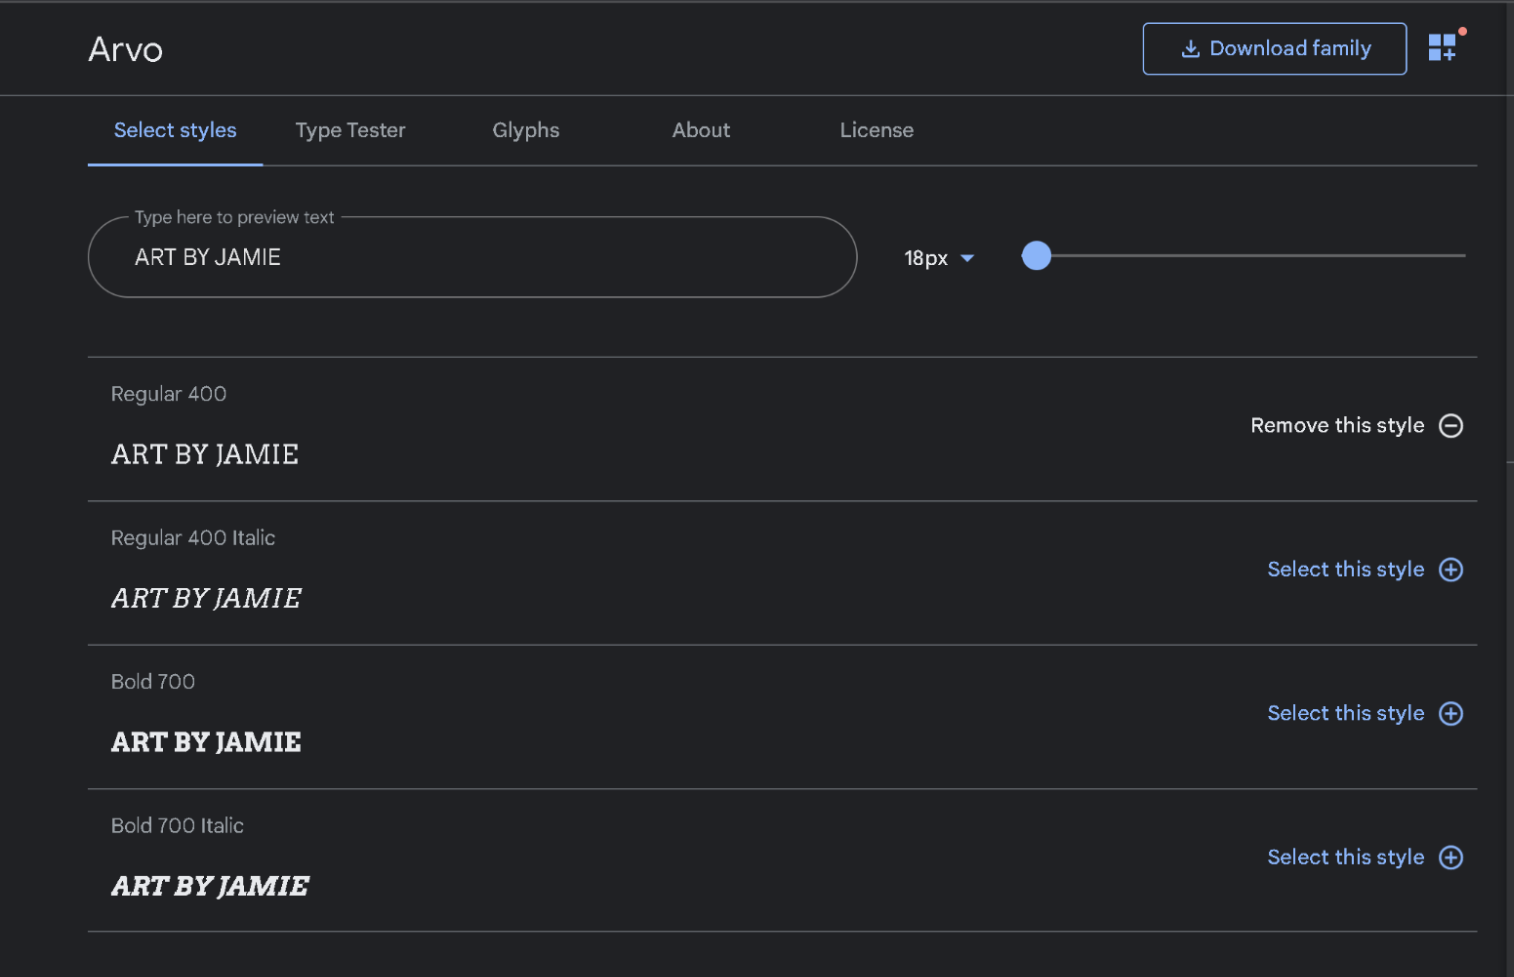 Arvo
Download family
Select styles
Type Tester
Glyphs
About
License
Type here to preview text
ART BY JAMIE
18px
Regular 400
ART BY JAMIE
Remove this style
Regular 400 Italic
ART BY JAMIE
Select this style
Bold 700
ART BY JAMIE
Select this style
Bold 700 Italic
ART BY JAMIE
Select this style